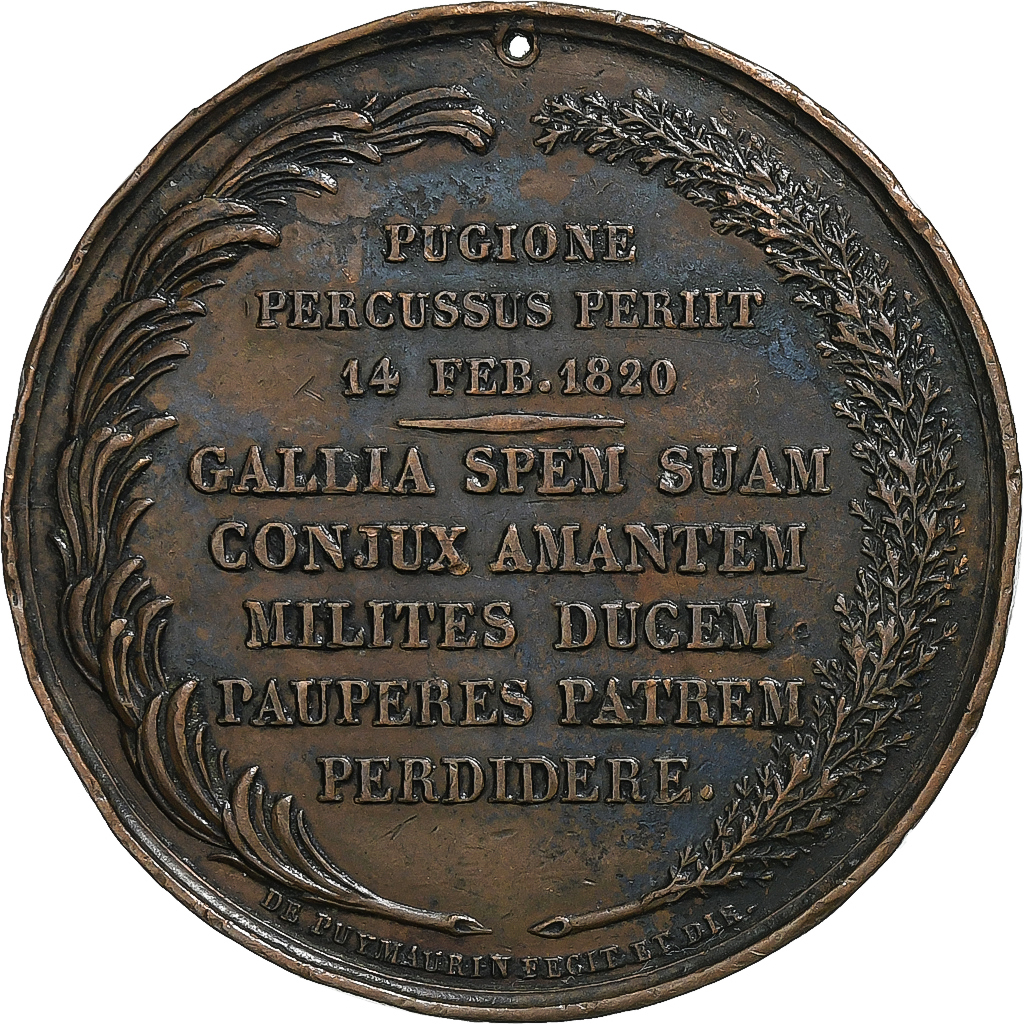 PUGIONE
PERCUSSUS PERIIT
14 FEB. 1820
GALLIA SPEM SUAM
CONJUX AMANTEM
MILITES DUCEM
PAUPERES PATREM
PERDIDERE.
DE PUYMAURIN FECIT ET DIR.